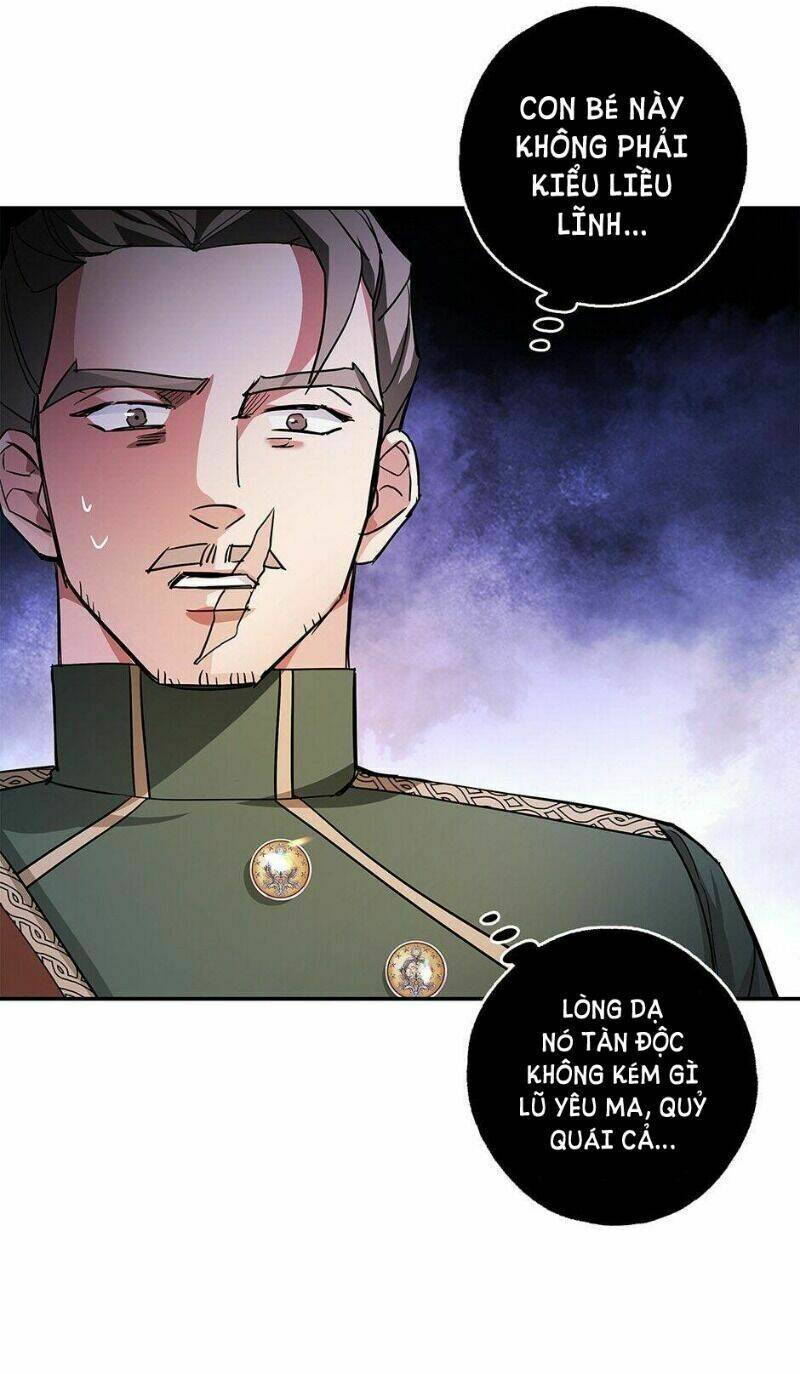 CON BÉ NÀY
KHÔNG PHẢI
KIỂU LIỀU
LĨNH...
LÒNG DẠ
NÓ TÀN ĐỘC
KHÔNG KÉM GÌ
LŨ YÊU MA, QUỶ
QUÁI CẢ...